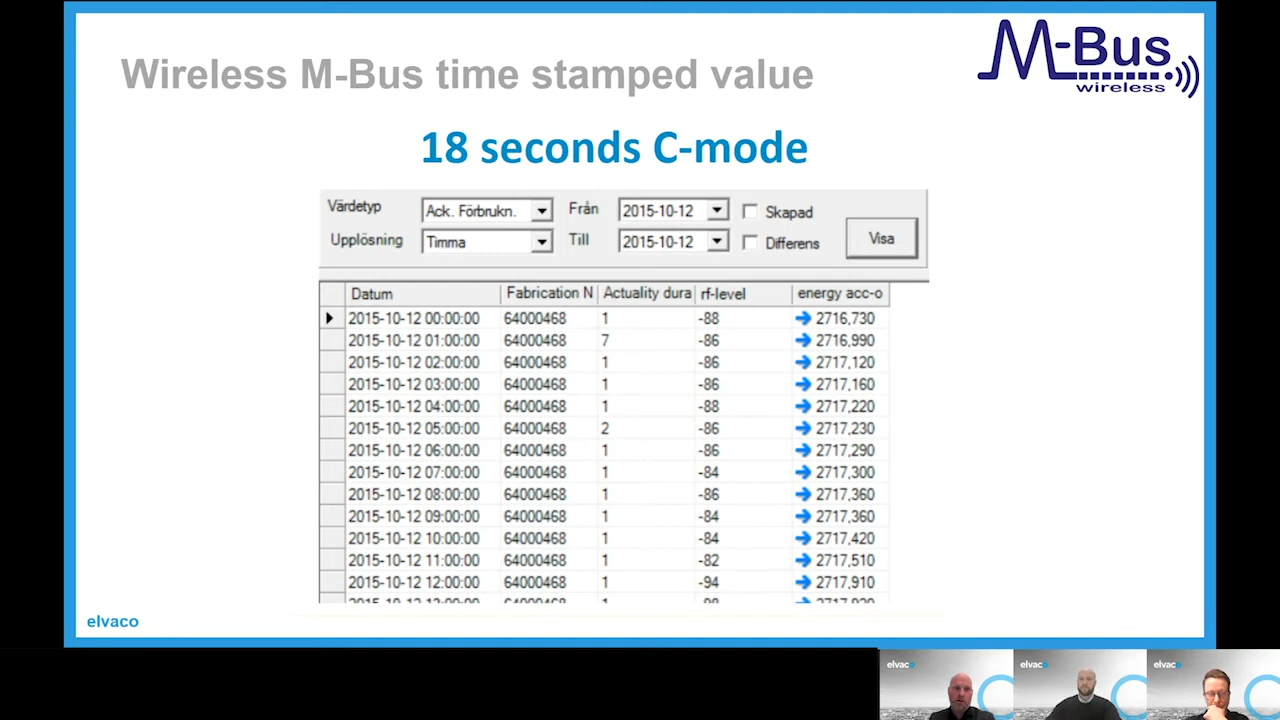 Wireless M-Bus time stamped value
M-Bus
wireless
18 seconds C-mode
Värdetyp Ack. Förbrukn. Från 2015-10-12 Skapad
Upplösning Timma Till 2015-10-12 Differens Visa
Datum Fabrication N Actuality dura rf-level energy acc-o
2015-10-12 00:00:00 64000468 1 -88 2716,730
2015-10-12 01:00:00 64000468 7 -86 2716,990
2015-10-12 02:00:00 64000468 1 -86 2717,120
2015-10-12 03:00:00 64000468 1 -86 2717,160
2015-10-12 04:00:00 64000468 1 -88 2717,220
2015-10-12 05:00:00 64000468 2 -86 2717,230
2015-10-12 06:00:00 64000468 1 -86 2717,290
2015-10-12 07:00:00 64000468 1 -84 2717,300
2015-10-12 08:00:00 64000468 1 -86 2717,360
2015-10-12 09:00:00 64000468 1 -84 2717,360
2015-10-12 10:00:00 64000468 1 -84 2717,420
2015-10-12 11:00:00 64000468 1 -82 2717,510
2015-10-12 12:00:00 64000468 1 -94 2717,910
elvaco
elvaco elvaco elvaco